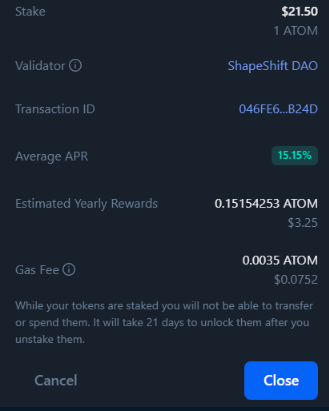 Stake $21.50
1 ATOM
Validator ShapeShift DAO
Transaction ID 046FE6...B24D
Average APR 15.15%
Estimated Yearly Rewards 0.15154253 ATOM
$3.25
0.0035 ATOM
Gas Fee
$0.0752
While your tokens are staked you will not be able to transfer
or spend them. It will take 21 days to unlock them after you
unstake them.
Cancel Close